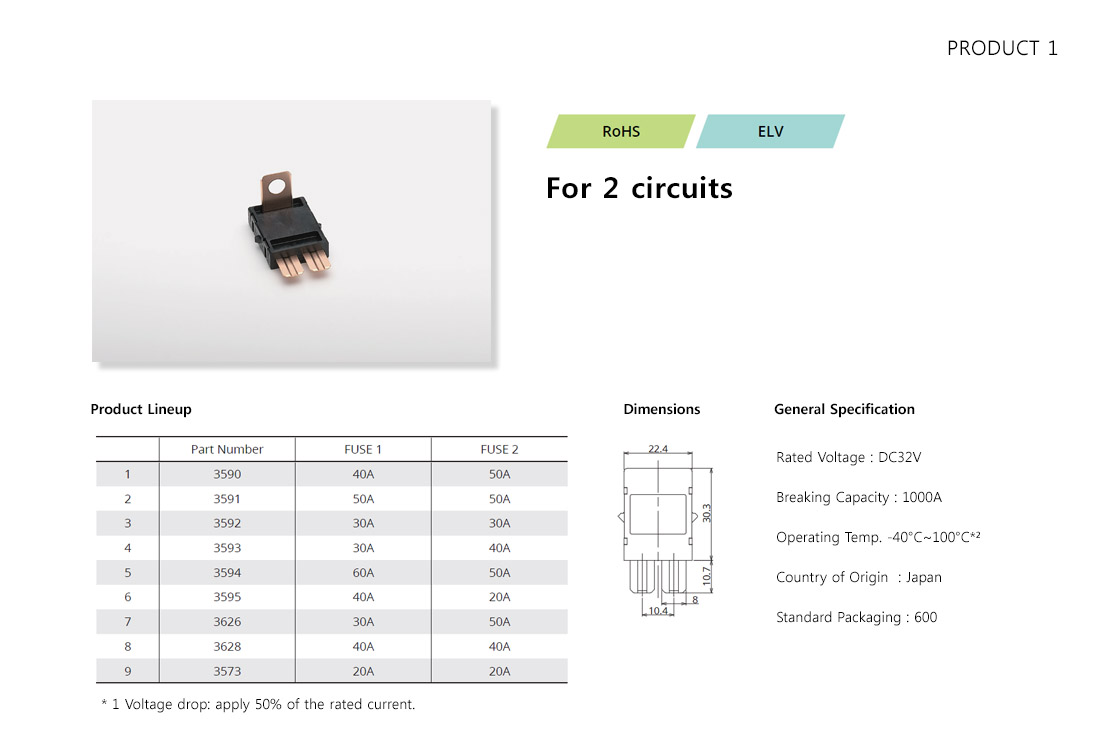 PRODUCT 1
RoHS ELV
For 2 circuits
Product Lineup
Part Number FUSE 1 FUSE 2
1 3590 40A 50A
2 3591 50A 50A
3 3592 30A 30A
4 3593 30A 40A
5 3594 60A 50A
6 3595 40A 20A
7 3626 30A 50A
8 3628 40A 40A
9 3573 20A 20A
* 1 Voltage drop: apply 50% of the rated current.
Dimensions
22.4
30.3
10.7
8
10.4
General Specification
Rated Voltage : DC32V
Breaking Capacity : 1000A
Operating Temp. -40°C~100°C*²
Country of Origin : Japan
Standard Packaging : 600